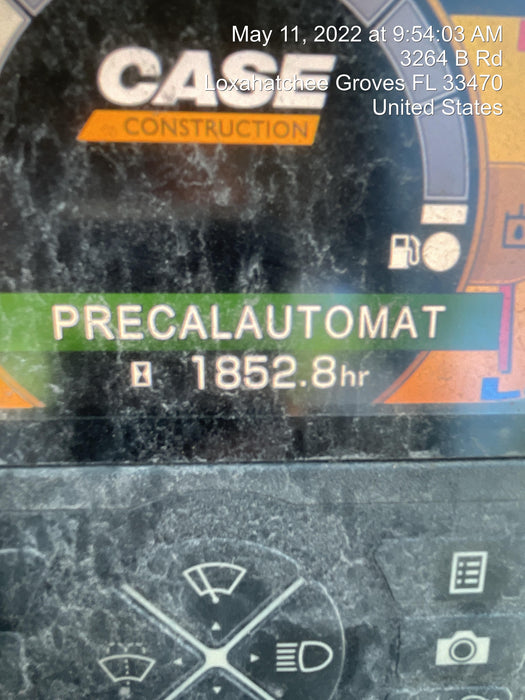 May 11, 2022 at 9:54:03 AM
3264 B Rd
Loxahatchee Groves FL 33470
United States
CASE
CONSTRUCTION
PRECALAUTOMAT
1852.8hr